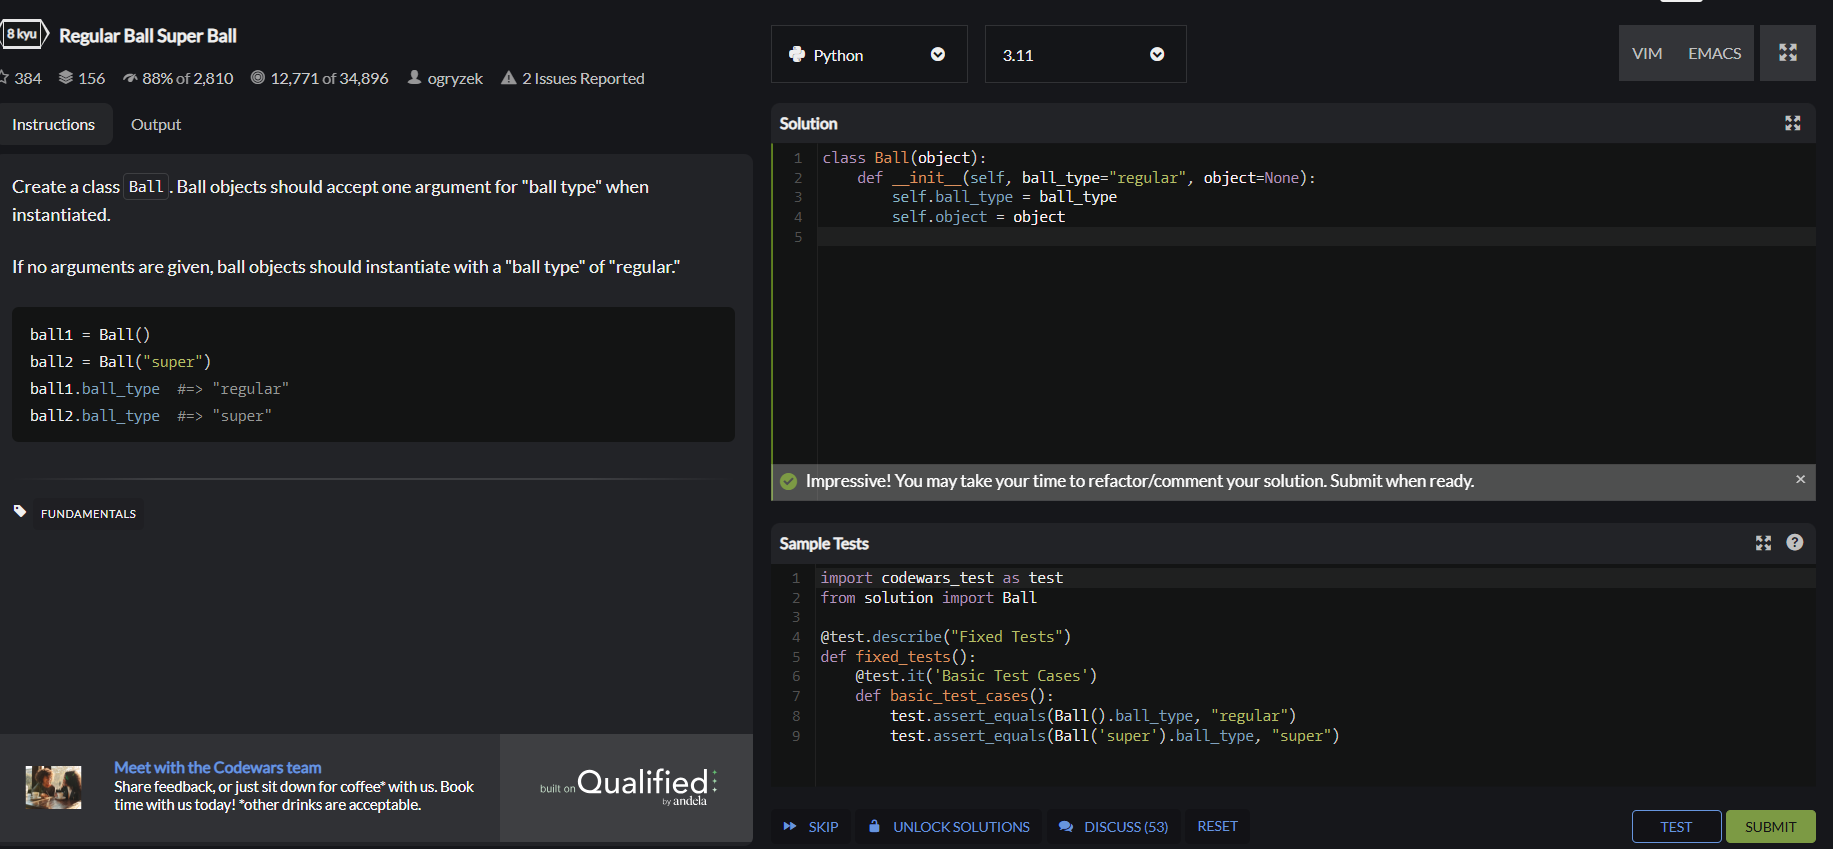 8 kyu
Regular Ball Super Ball
384 156 88% of 2,810 12,771 of 34,896 ogryzek 2 Issues Reported
Instructions Output
Create a class Ball. Ball objects should accept one argument for "ball type" when
instantiated.
If no arguments are given, ball objects should instantiate with a "ball type" of "regular."
ball1 = Ball()
ball2 = Ball("super")
ball1.ball_type  #=> "regular"
ball2.ball_type  #=> "super"
FUNDAMENTALS
Meet with the Codewars team
Share feedback, or just sit down for coffee* with us. Book
time with us today! *other drinks are acceptable.
built on Qualified
by andela
Python 3.11 VIM EMACS
Solution
1 class Ball(object):
2     def __init__(self, ball_type="regular", object=None):
3         self.ball_type = ball_type
4         self.object = object
5
Impressive! You may take your time to refactor/comment your solution. Submit when ready. ×
Sample Tests ?
1 import codewars_test as test
2 from solution import Ball
3
4 @test.describe("Fixed Tests")
5 def fixed_tests():
6     @test.it('Basic Test Cases')
7     def basic_test_cases():
8         test.assert_equals(Ball().ball_type, "regular")
9         test.assert_equals(Ball('super').ball_type, "super")
SKIP UNLOCK SOLUTIONS DISCUSS (53) RESET TEST SUBMIT